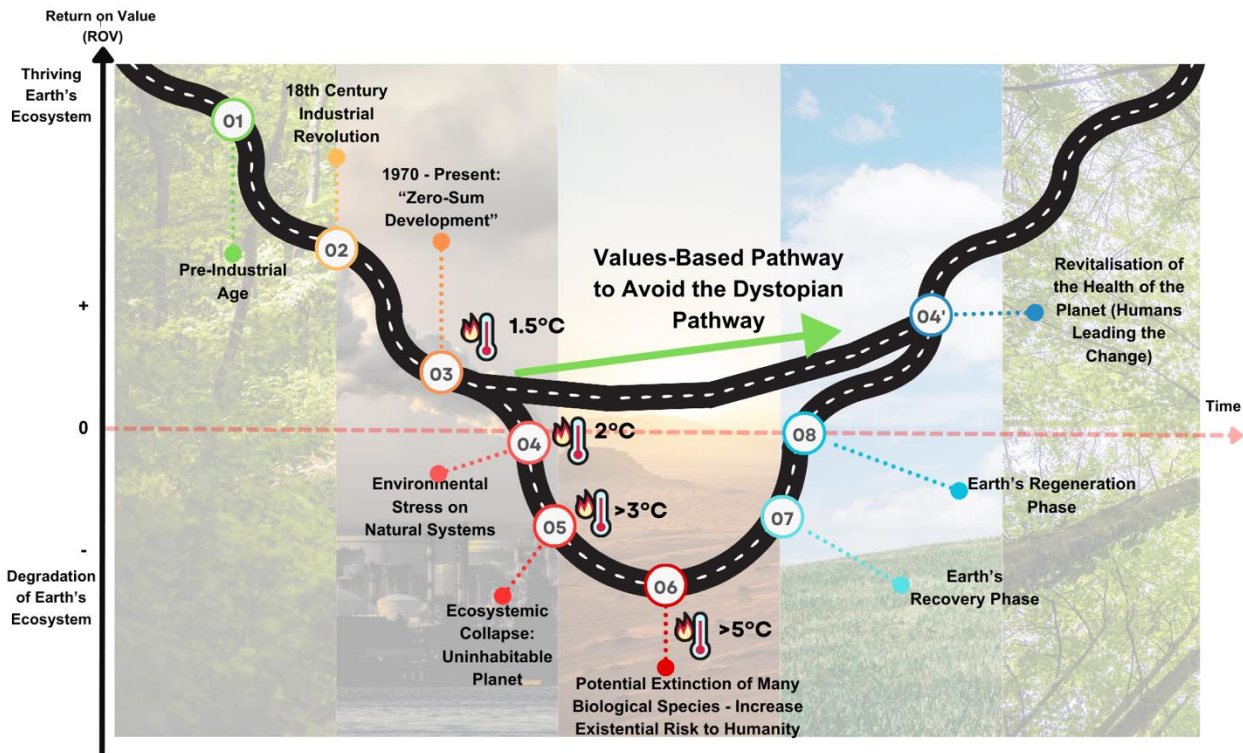 Return on Value
(ROV)
Thriving
Earth's
Ecosystem
01
18th Century
Industrial
Revolution
1970 - Present:
“Zero-Sum
Development”
02
Pre-Industrial
Age
Values-Based Pathway
to Avoid the Dystopian
Pathway
Revitalisation of
the Health of the
Planet (Humans
Leading the
Change)
+
1.5°C
04'
03
Time
0
04
2°C
08
Environmental
Stress on
Natural Systems
Earth's Regeneration
Phase
05
>3°C
07
-
Degradation
of Earth's
Ecosystem
06
Earth's
Recovery Phase
Ecosystemic
Collapse:
Uninhabitable
Planet
>5°C
Potential Extinction of Many
Biological Species - Increase
Existential Risk to Humanity